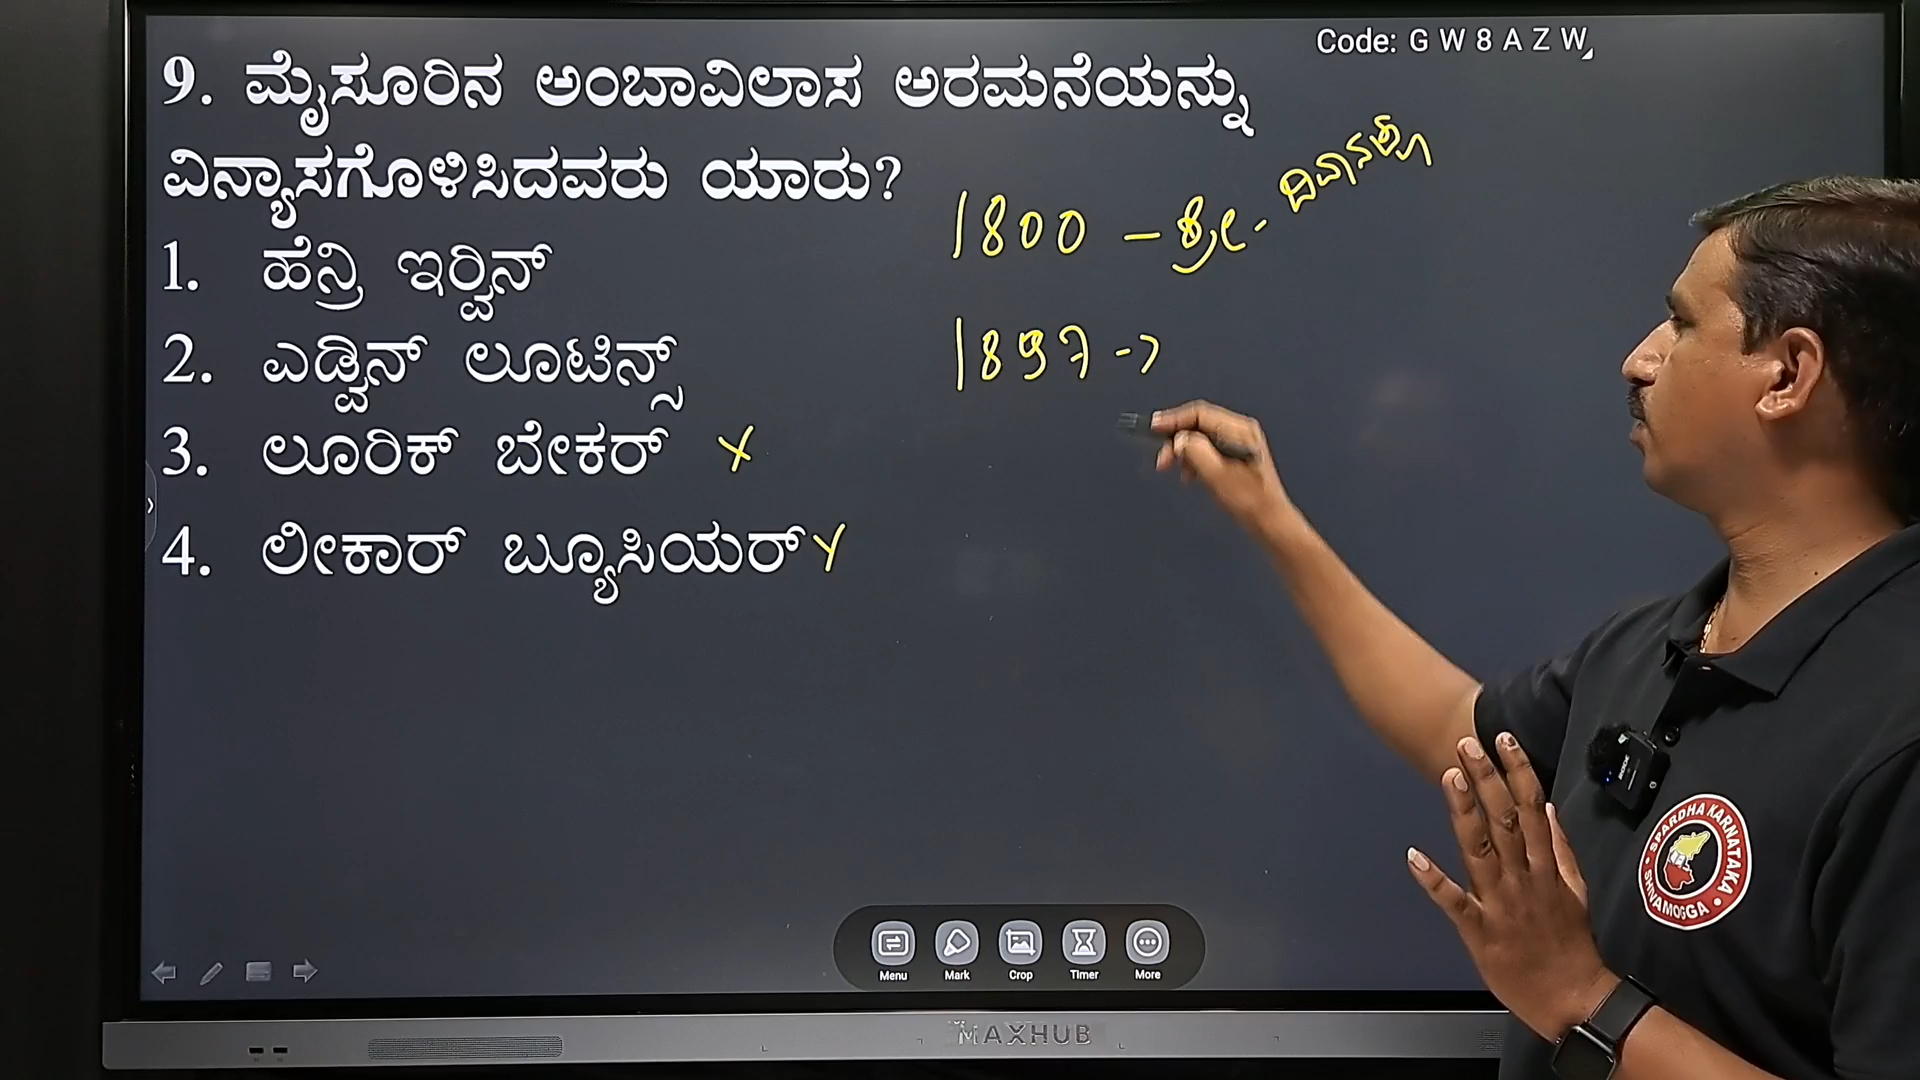 Code: G W 8 A Z W
9. ಮೈಸೂರಿನ ಅಂಬಾವಿಲಾಸ ಅರಮನೆಯನ್ನು
ವಿನ್ಯಾಸಗೊಳಿಸಿದವರು ಯಾರು?
1. ಹೆನ್ರಿ ಇರ‍್ವಿನ್
2. ಎಡ್ವಿನ್ ಲೂಟಿನ್ಸ್
3. ಲೂರಿಕ್ ಬೇಕರ್ X
4. ಲೀಕಾರ್ ಬ್ಯೂಸಿಯರ್
1800 -
1897 ->
SPARDHA KARNATAKA
SHIVAMOGGA
RODE
Menu Mark Crop Timer More
MAXHUB